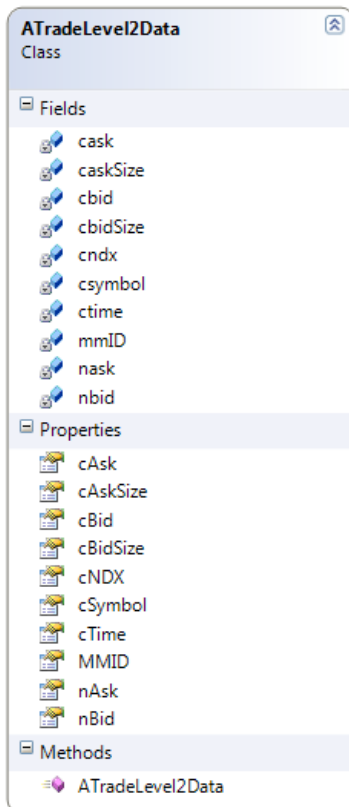 ATradeLevel2Data
Class
Fields
cask
caskSize
cbid
cbidSize
cndx
csymbol
ctime
mmID
nask
nbid
Properties
cAsk
cAskSize
cBid
cBidSize
cNDX
cSymbol
cTime
MMID
nAsk
nBid
Methods
ATradeLevel2Data